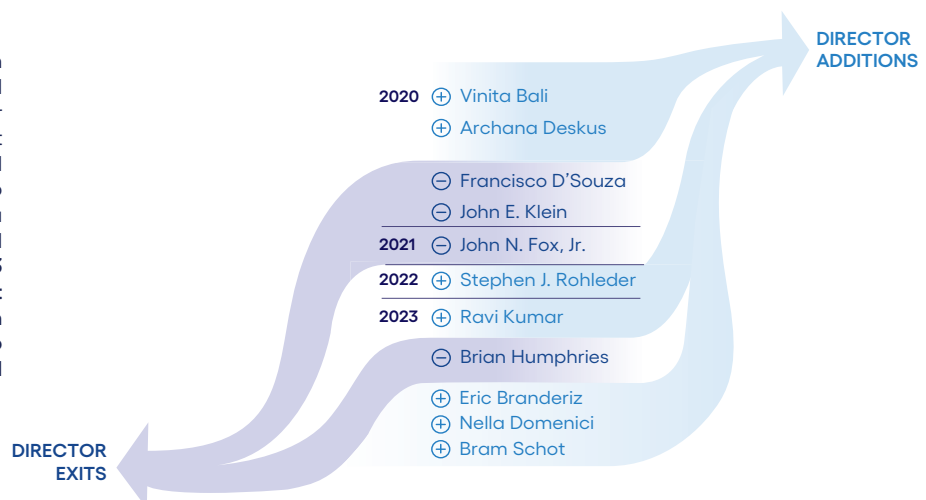 DIRECTOR
ADDITIONS
2020 ⊕ Vinita Bali
⊕ Archana Deskus
⊖ Francisco D’Souza
⊖ John E. Klein
2021 ⊖ John N. Fox, Jr.
2022 ⊕ Stephen J. Rohleder
2023 ⊕ Ravi Kumar
⊖ Brian Humphries
⊕ Eric Branderiz
⊕ Nella Domenici
⊕ Bram Schot
DIRECTOR
EXITS